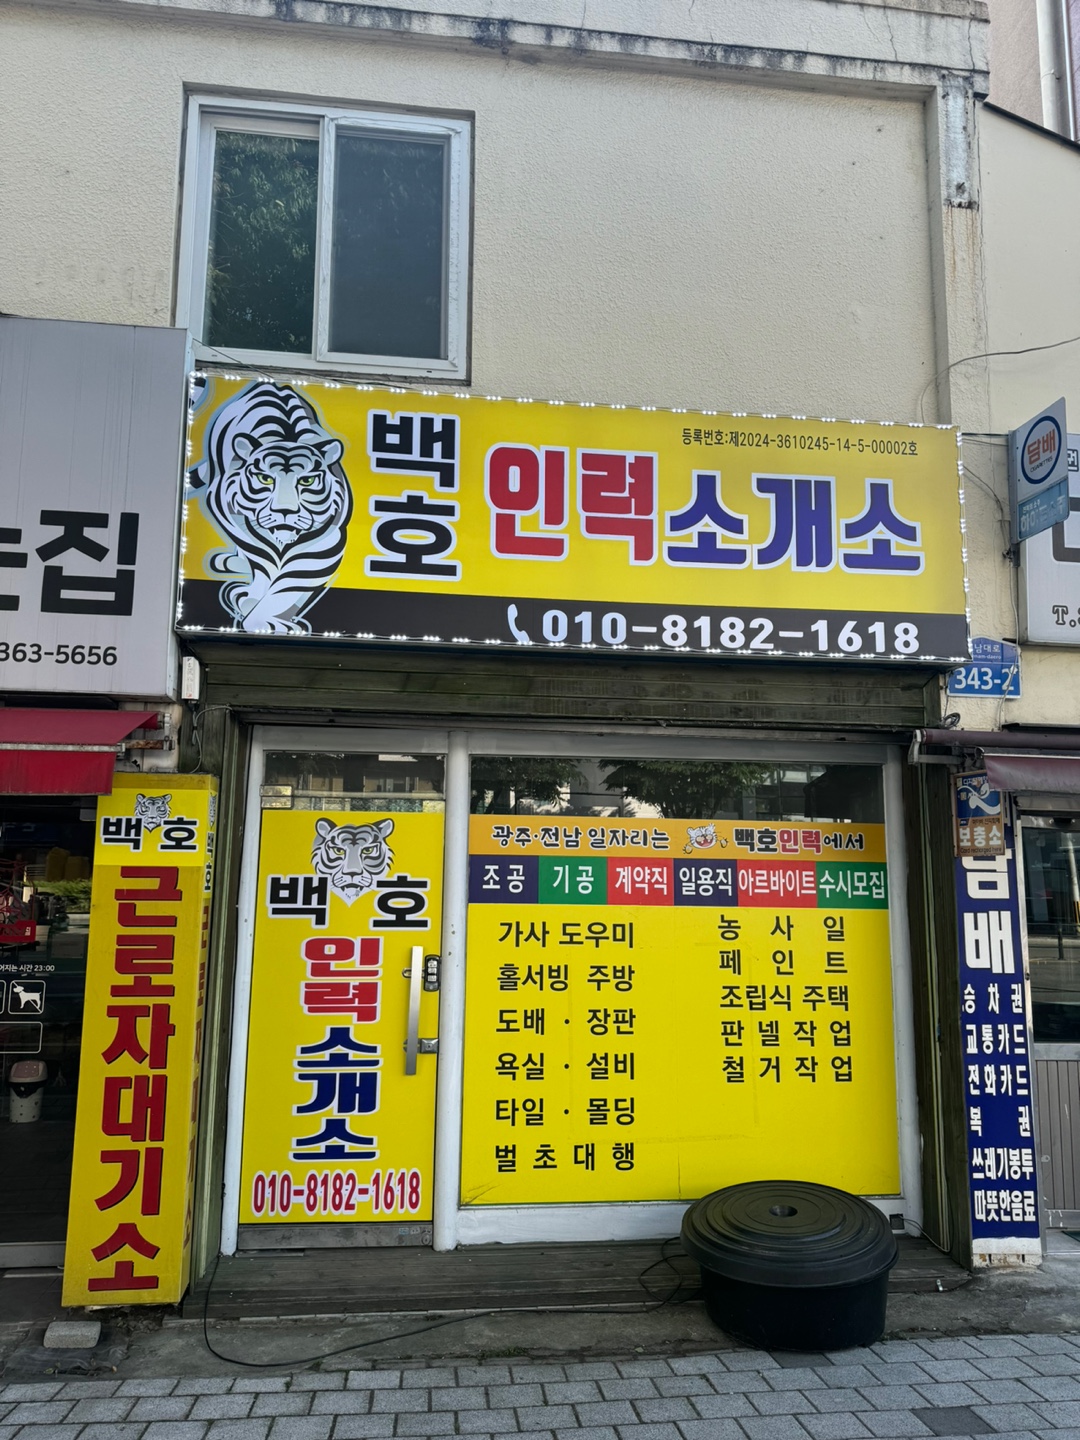 등록번호:제2024-3610245-14-5-00002호
백호 인력소개소
010-8182-1618
집
363-5656
담배
343-2
백호
근로자대기소
백호
인력소개소
010-8182-1618
광주·전남 일자리는 백호인력에서
조공 기공 계약직 일용직 아르바이트 수시모집
가사 도우미
홀서빙 주방
도배 · 장판
욕실 · 설비
타일 · 몰딩
벌초대행
농사일
페인트
조립식 주택
판넬작업
철거작업
담배
승차권
교통카드
전화카드
복권
쓰레기봉투
따뜻한음료